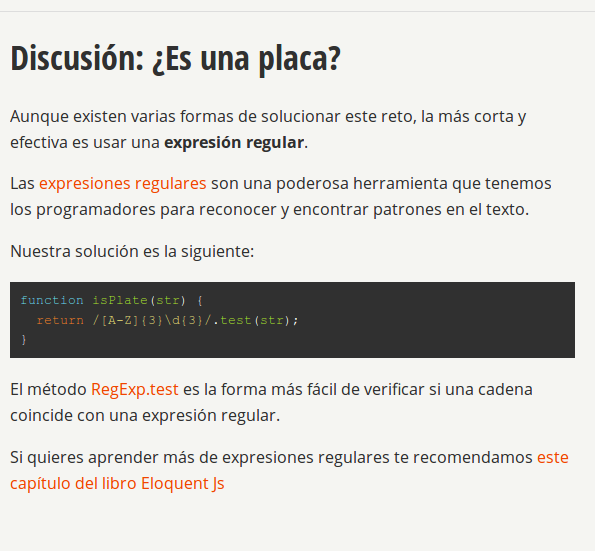 Discusión: ¿Es una placa?
Aunque existen varias formas de solucionar este reto, la más corta y
efectiva es usar una expresión regular.
Las expresiones regulares son una poderosa herramienta que tenemos
los programadores para reconocer y encontrar patrones en el texto.
Nuestra solución es la siguiente:
function isPlate(str) {
  return /[A-Z]{3}\d{3}/.test(str);
}
El método RegExp.test es la forma más fácil de verificar si una cadena
coincide con una expresión regular.
Si quieres aprender más de expresiones regulares te recomendamos este
capítulo del libro Eloquent Js